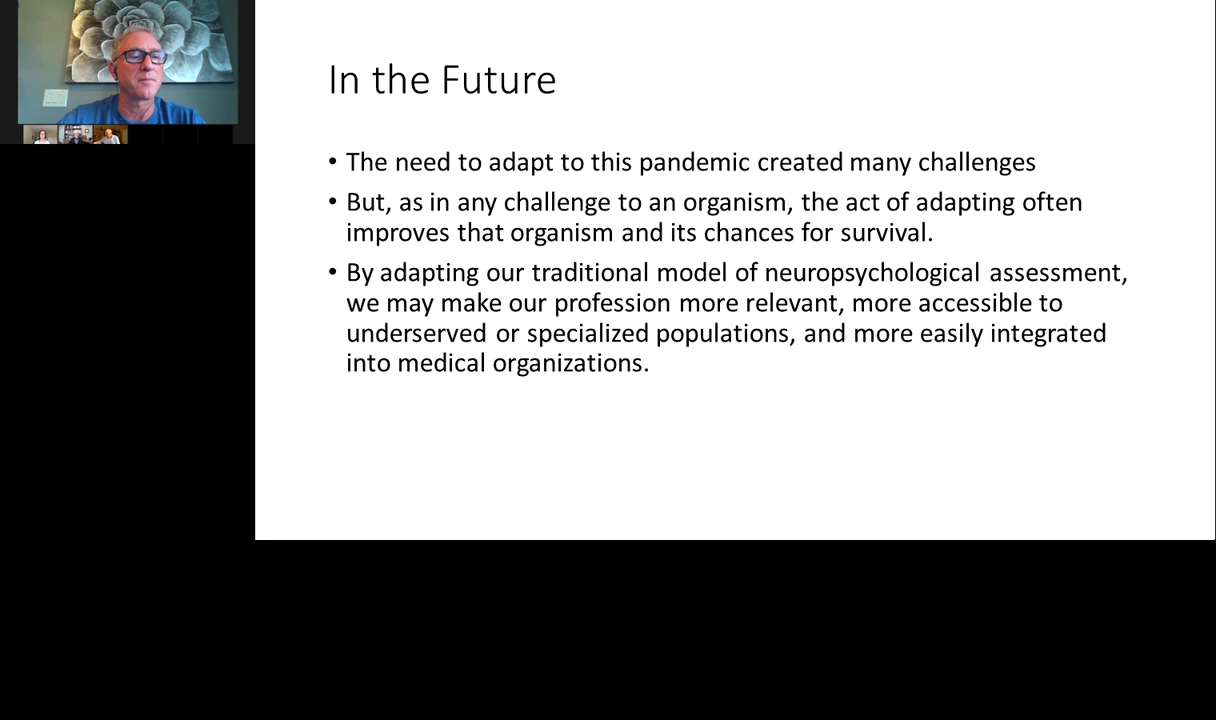 In the Future
• The need to adapt to this pandemic created many challenges
• But, as in any challenge to an organism, the act of adapting often
improves that organism and its chances for survival.
• By adapting our traditional model of neuropsychological assessment,
we may make our profession more relevant, more accessible to
underserved or specialized populations, and more easily integrated
into medical organizations.